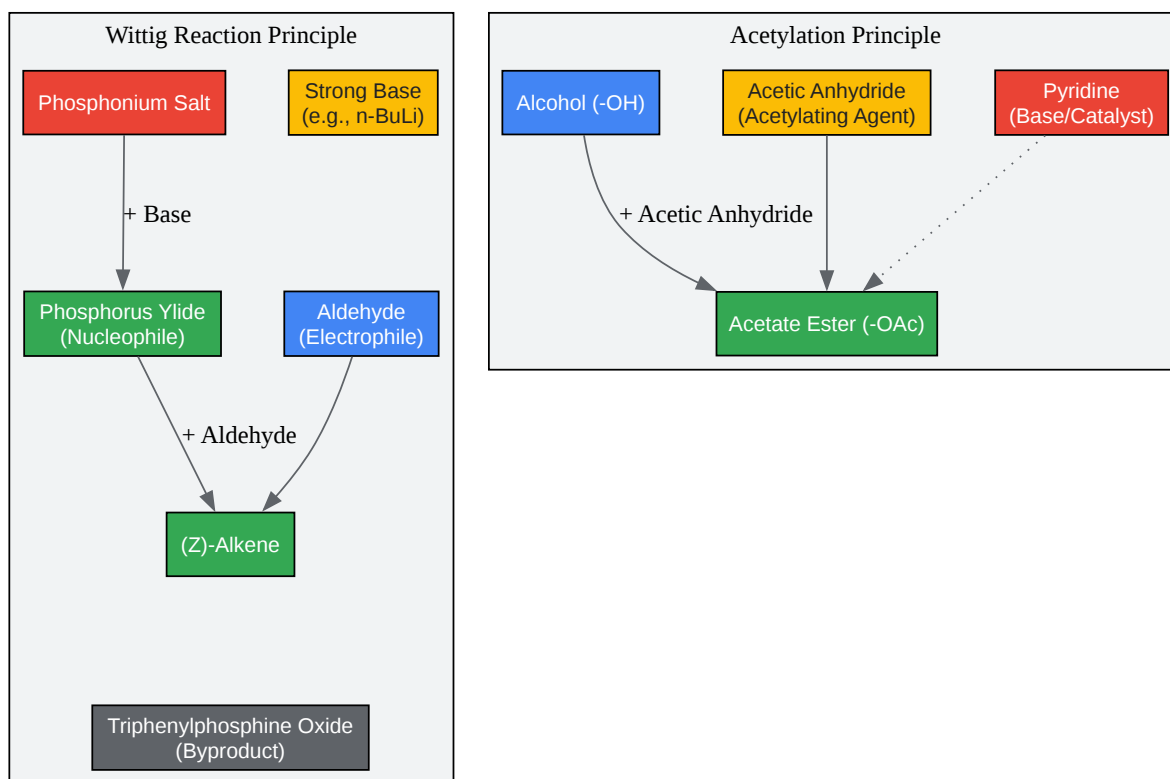 Wittig Reaction Principle
Phosphonium Salt
Strong Base
(e.g., n-BuLi)
+ Base
Phosphorus Ylide
(Nucleophile)
Aldehyde
(Electrophile)
+ Aldehyde
(Z)-Alkene
Triphenylphosphine Oxide
(Byproduct)
Acetylation Principle
Alcohol (-OH)
Acetic Anhydride
(Acetylating Agent)
Pyridine
(Base/Catalyst)
+ Acetic Anhydride
Acetate Ester (-OAc)